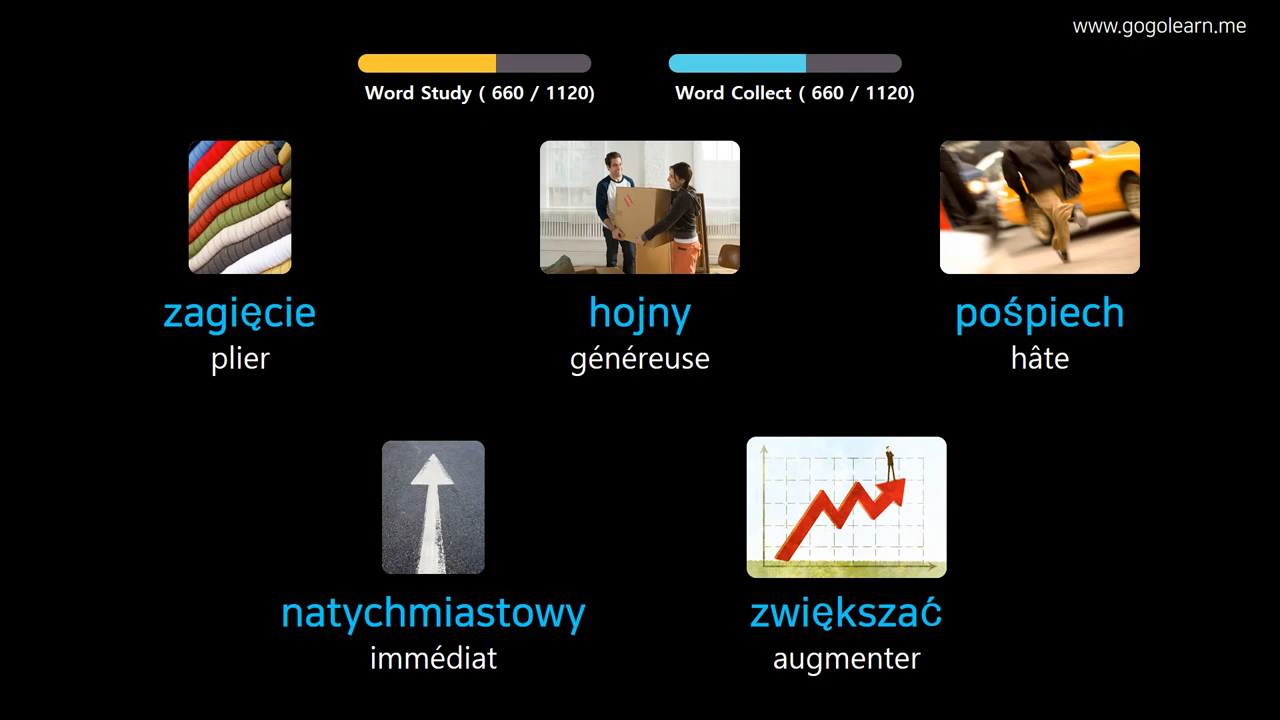 www.gogolearn.me
Word Study ( 660 / 1120)
Word Collect ( 660 / 1120)
zagięcie
plier
hojny
généreuse
pośpiech
hâte
natychmiastowy
immédiat
zwiększać
augmenter